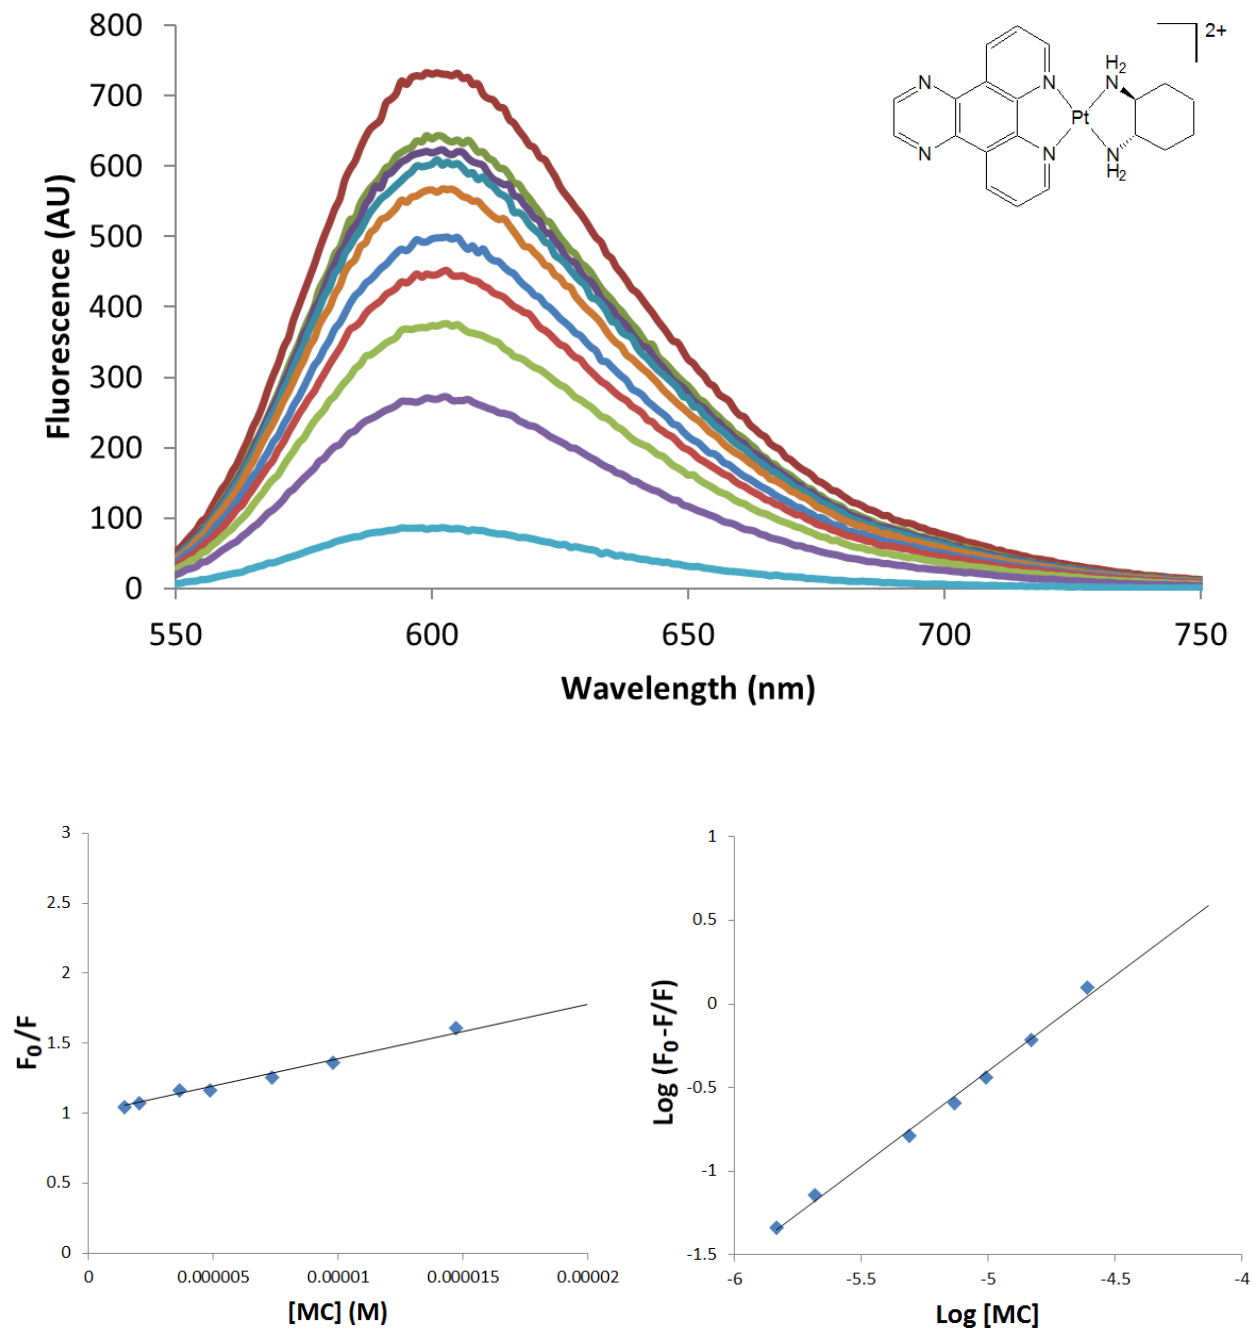 800
700
600
500
400
300
200
100
0
Fluorescence (AU)
550
600
650
700
750
Wavelength (nm)
2+
H2
N
N
N
Pt
N
N
N
H2
3
2.5
2
1.5
1
0.5
0
F0/F
0
0.000005
0.00001
0.000015
0.00002
[MC] (M)
1
0.5
0
-0.5
-1
-1.5
Log (F0-F/F)
-6
-5.5
-5
-4.5
-4
Log [MC]